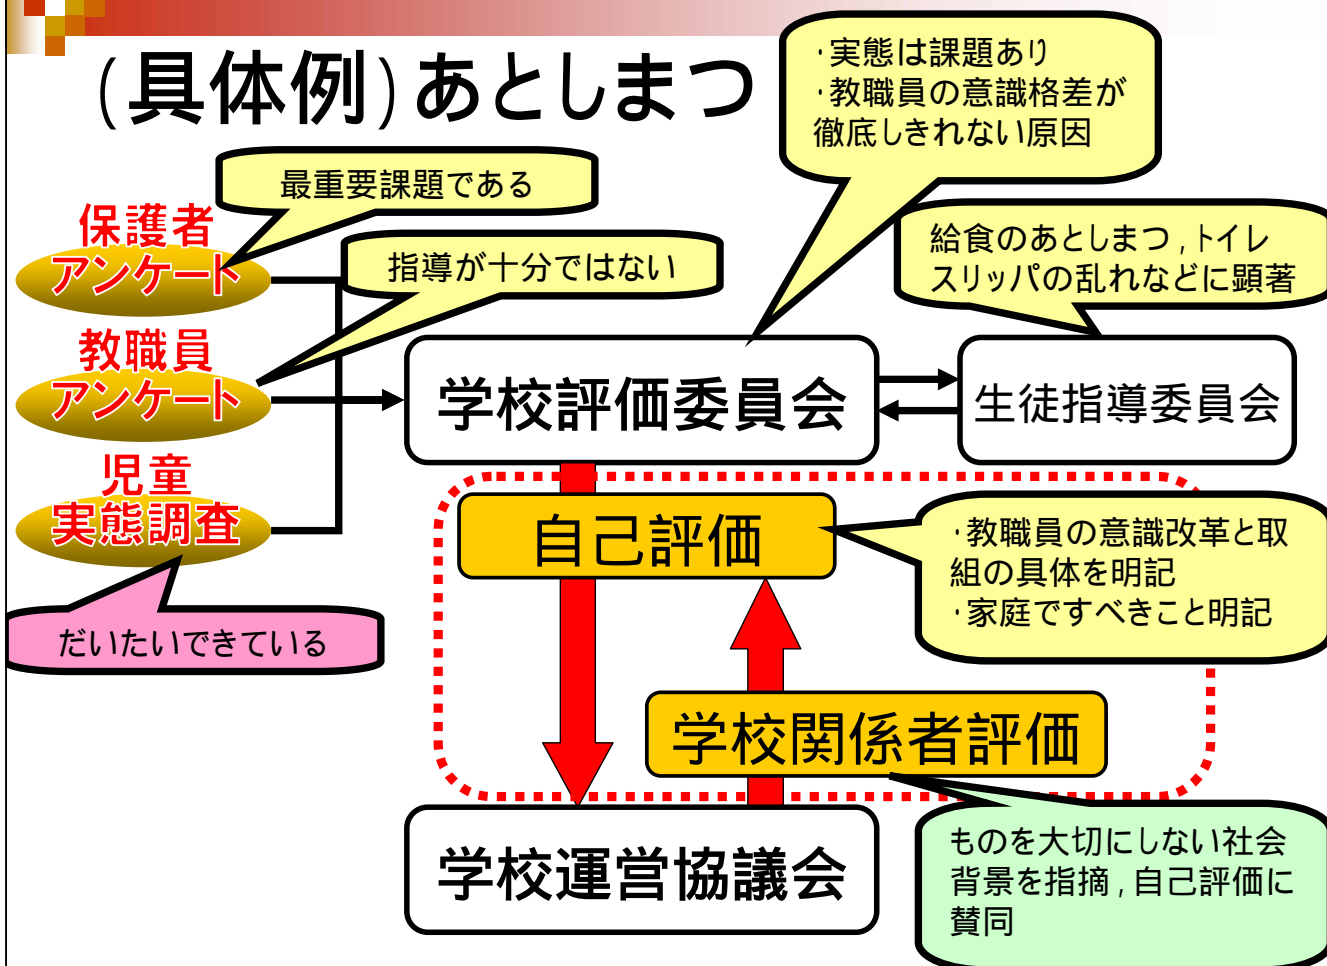 (具体例)あとしまつ
・実態は課題あり
・教職員の意識格差が
徹底しきれない原因
最重要課題である
保護者
アンケート
指導が十分ではない
給食のあとしまつ,トイレ
スリッパの乱れなどに顕著
教職員
アンケート
学校評価委員会
生徒指導委員会
児童
実態調査
だいたいできている
自己評価
・教職員の意識改革と取
組の具体を明記
・家庭ですべきこと明記
学校関係者評価
学校運営協議会
ものを大切にしない社会
背景を指摘,自己評価に
賛同